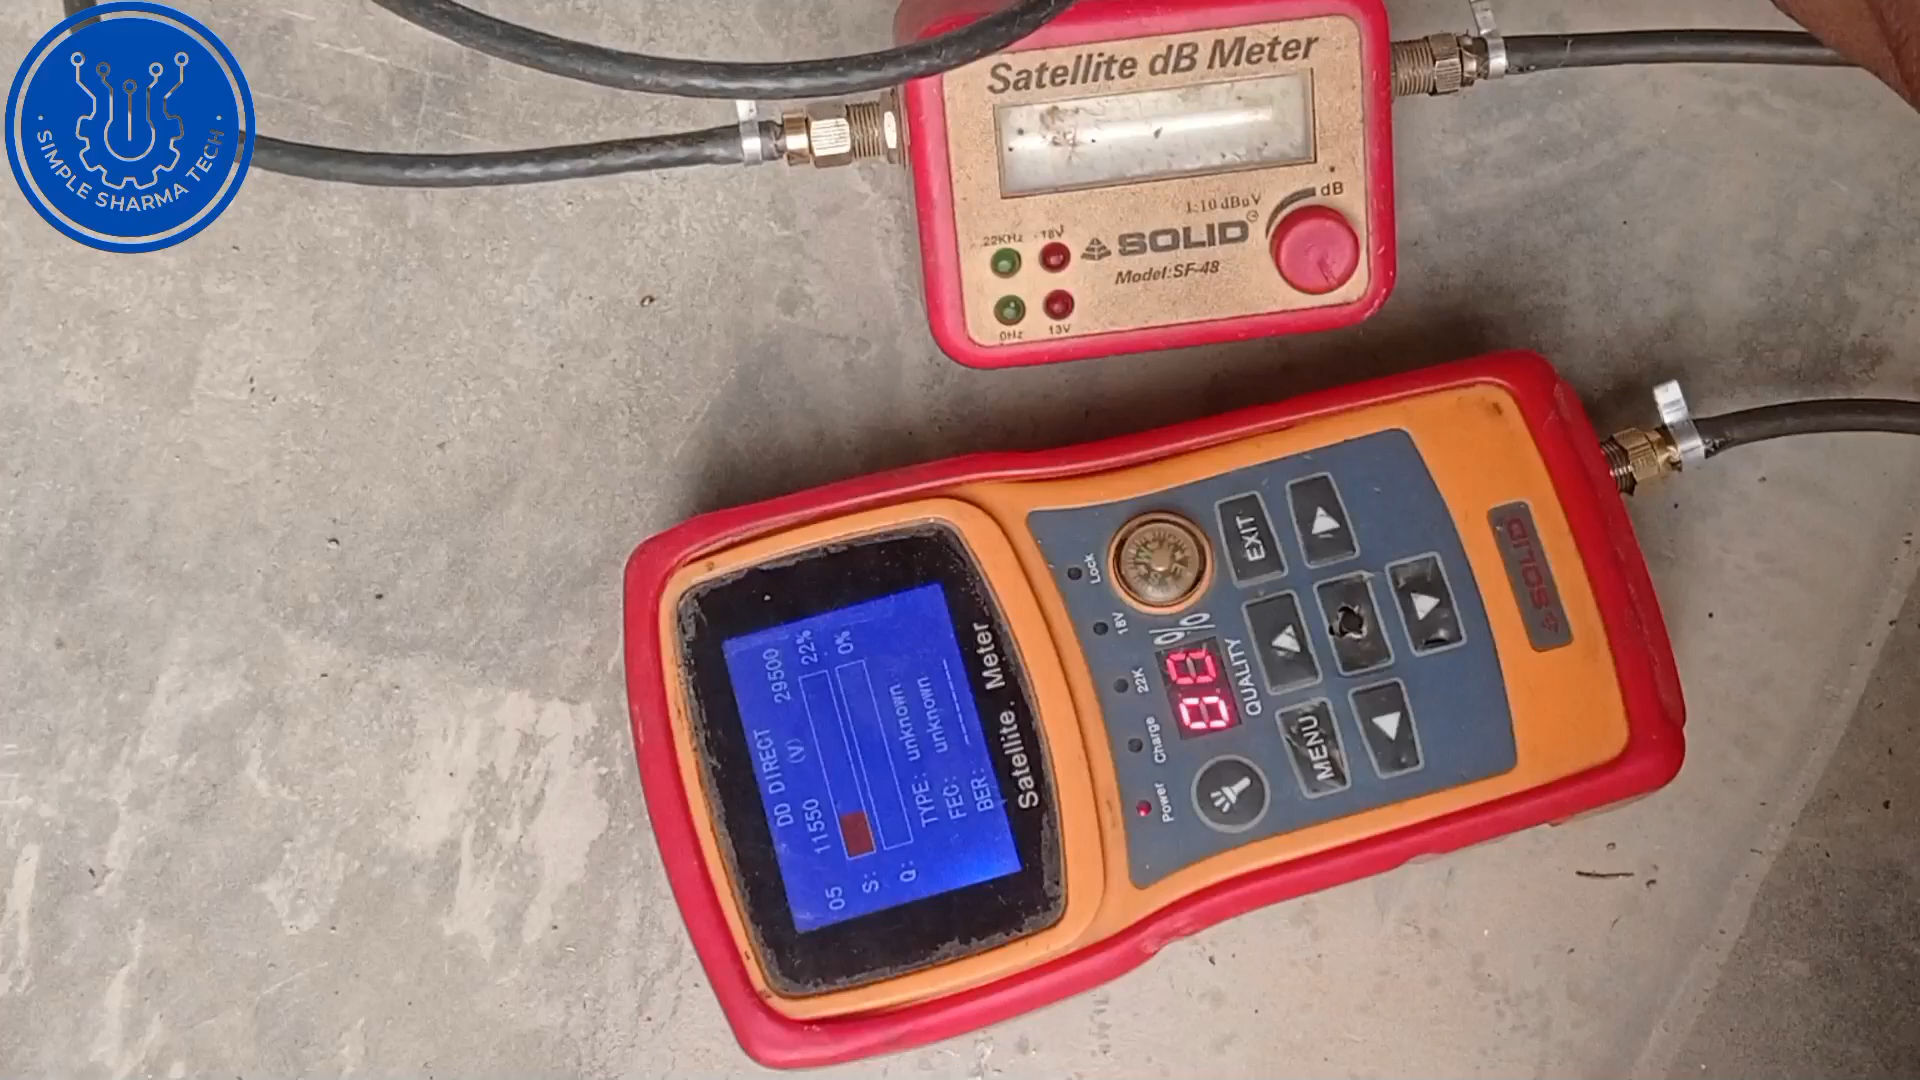 SIMPLE SHARMA TECH
Satellite dB Meter
1:10 dBuV
dB
22KHz
18V
SOLID
Model:SF-48
0Hz
13V
DD DIRECT
05 11550 (V) 29500
S: 22%
Q: 0%
TYPE: unknown
FEC: unknown
BER: ------
Satellite. Meter
Lock
18V
22K
Charge
Power
%
8.8
QUALITY
EXIT
MENU
SOLID